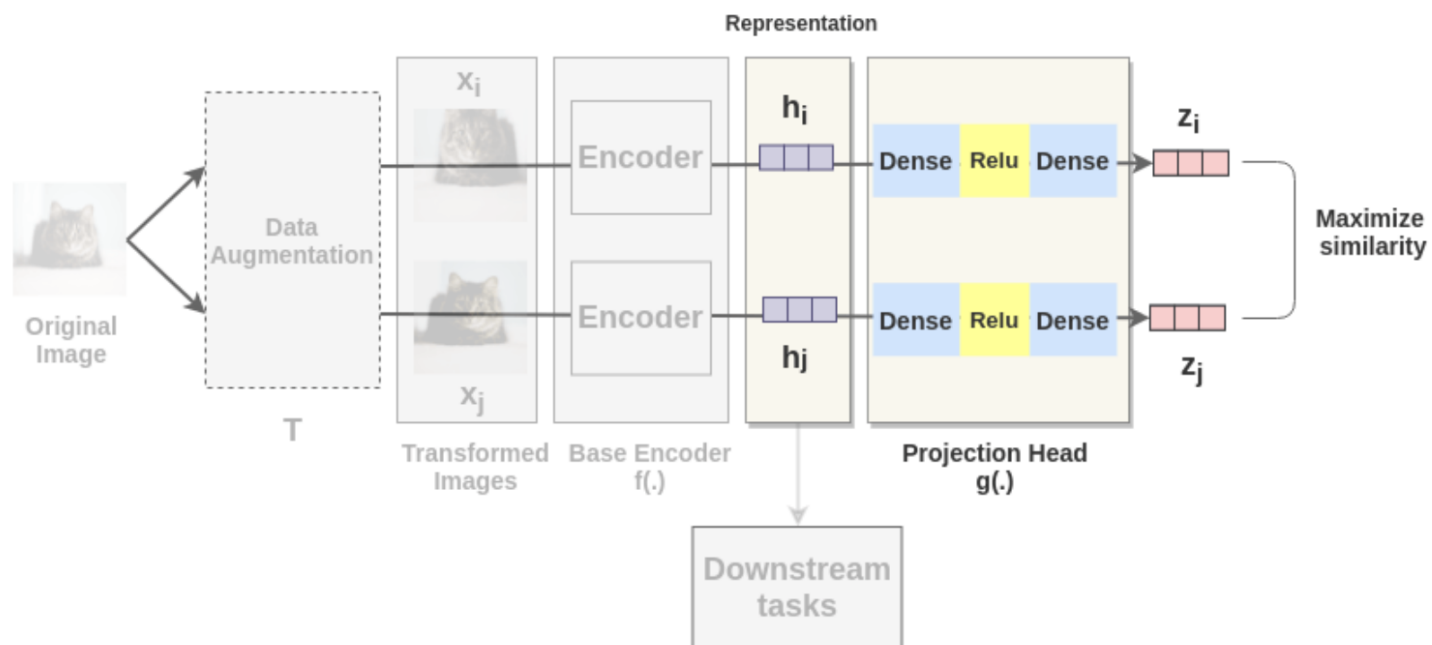 Representation
xi
hi
zi
Encoder
Dense Relu Dense
Data
Augmentation
Maximize
similarity
Original
Image
Encoder
Dense Relu Dense
hj
zj
xj
T
Transformed
Images
Base Encoder
f(.)
Projection Head
g(.)
Downstream
tasks